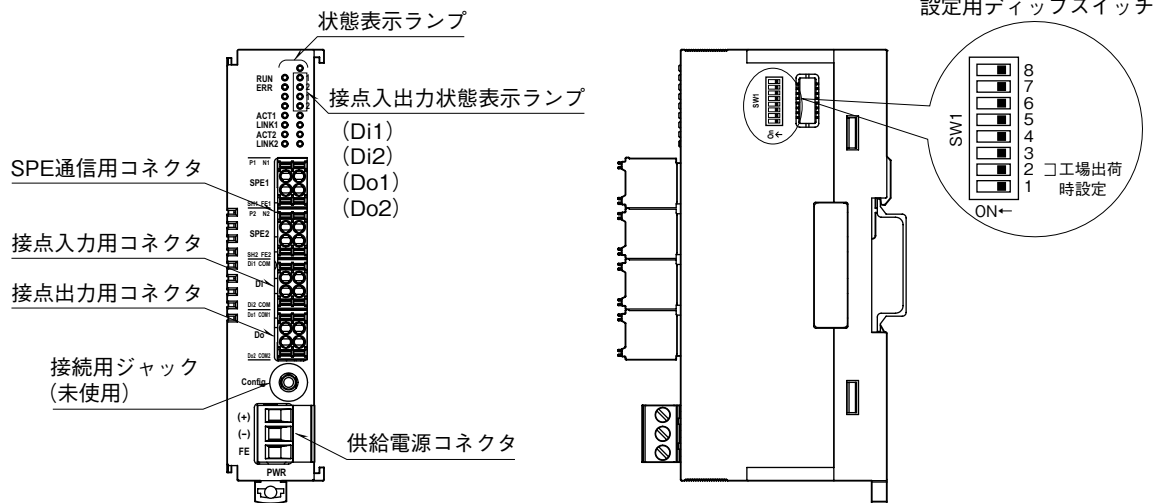 状態表示ランプ
RUN
ERR
ACT1
LINK1
ACT2
LINK2
接点入出力状態表示ランプ
(Di1)
(Di2)
(Do1)
(Do2)
SPE通信用コネクタ
接点入力用コネクタ
接点出力用コネクタ
接続用ジャック
(未使用)
P1 N1
SPE1
SH1 FE1
P2 N2
SPE2
SH2 FE2
Di1 COM
Di
Di2 COM
Do1 COM1
Do
Do2 COM2
Config
(+)
(−)
FE
PWR
供給電源コネクタ
SW1
On ←
設定用ディップスイッチ
SW1
8
7
6
5
4
3
2
1
工場出荷
時設定
ON←